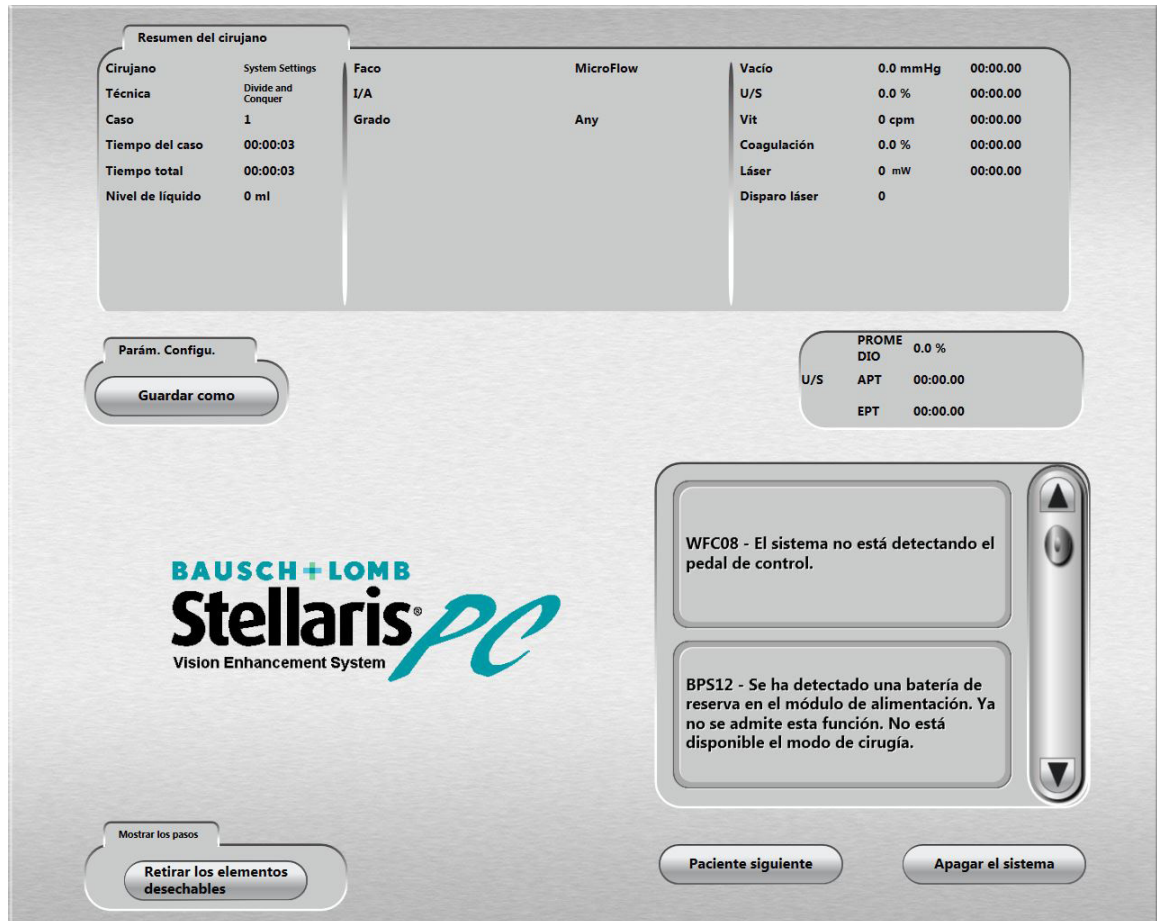 Resumen del cirujano
Cirujano System Settings
Técnica Divide and
Conquer
Caso 1
Tiempo del caso 00:00:03
Tiempo total 00:00:03
Nivel de líquido 0 ml
Faco MicroFlow
I/A
Grado Any
Vacío 0.0 mmHg 00:00.00
U/S 0.0 % 00:00.00
Vit 0 cpm 00:00.00
Coagulación 0.0 % 00:00.00
Láser 0 mW 00:00.00
Disparo láser 0
Parám. Configu.
Guardar como
PROME
DIO 0.0 %
U/S APT 00:00.00
EPT 00:00.00
BAUSCH+LOMB
Stellaris® PC
Vision Enhancement System
WFC08 - El sistema no está detectando el
pedal de control.
BPS12 - Se ha detectado una batería de
reserva en el módulo de alimentación. Ya
no se admite esta función. No está
disponible el modo de cirugía.
Mostrar los pasos
Retirar los elementos
desechables
Paciente siguiente
Apagar el sistema